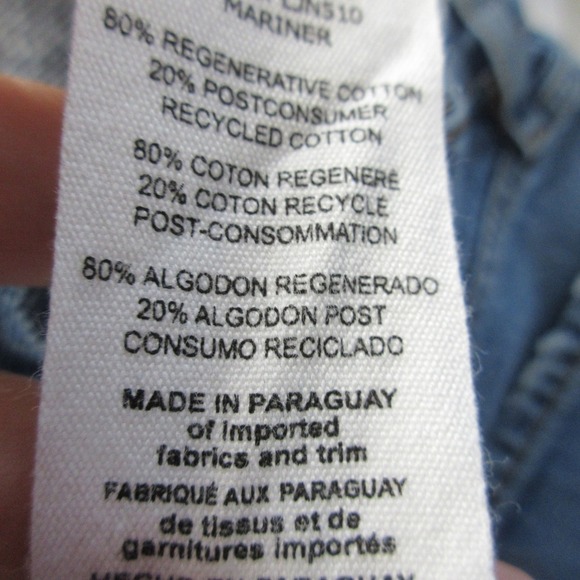 MARINER
80% REGENERATIVE COTTON
20% POSTCONSUMER
RECYCLED COTTON
80% COTON REGENERÉ
20% COTON RECYCLÉ
POST-CONSOMMATION
80% ALGODON REGENERADO
20% ALGODON POST
CONSUMO RECICLADO
MADE IN PARAGUAY
of imported
fabrics and trim
FABRIQUÉ AUX PARAGUAY
de tissus et de
garnitures importés